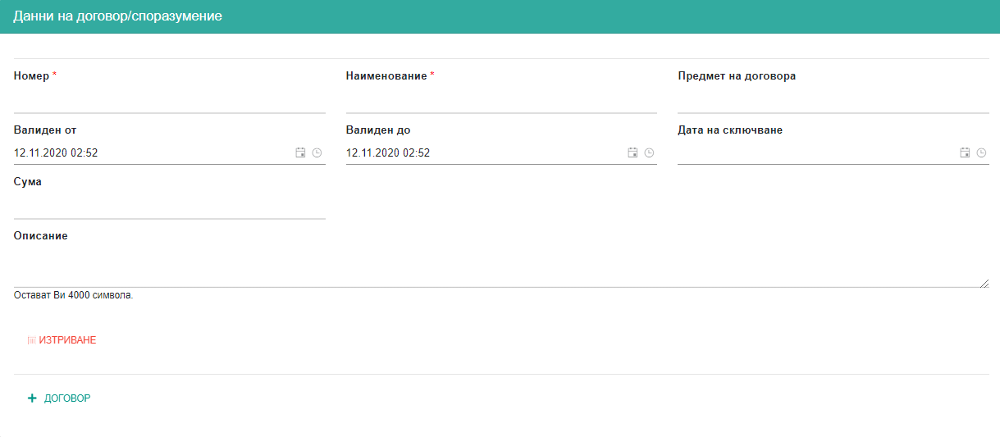 Данни на договор/споразумение
Номер * Наименование * Предмет на договора
Валиден от Валиден до Дата на сключване
12.11.2020 02:52 12.11.2020 02:52
Сума
Описание
Остават Ви 4000 символа.
ИЗТРИВАНЕ
+ ДОГОВОР